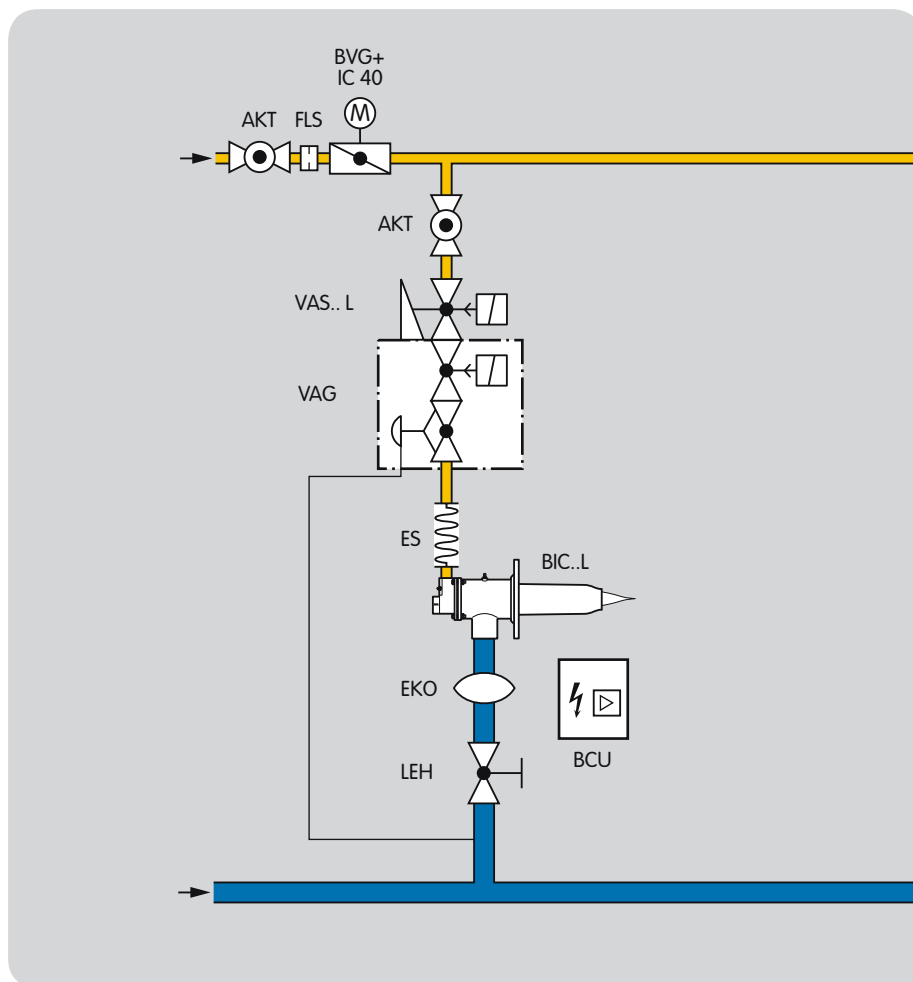 BVG+
IC 40
M
AKT
FLS
AKT
VAS.. L
VAG
ES
BIC..L
EKO
BCU
LEH